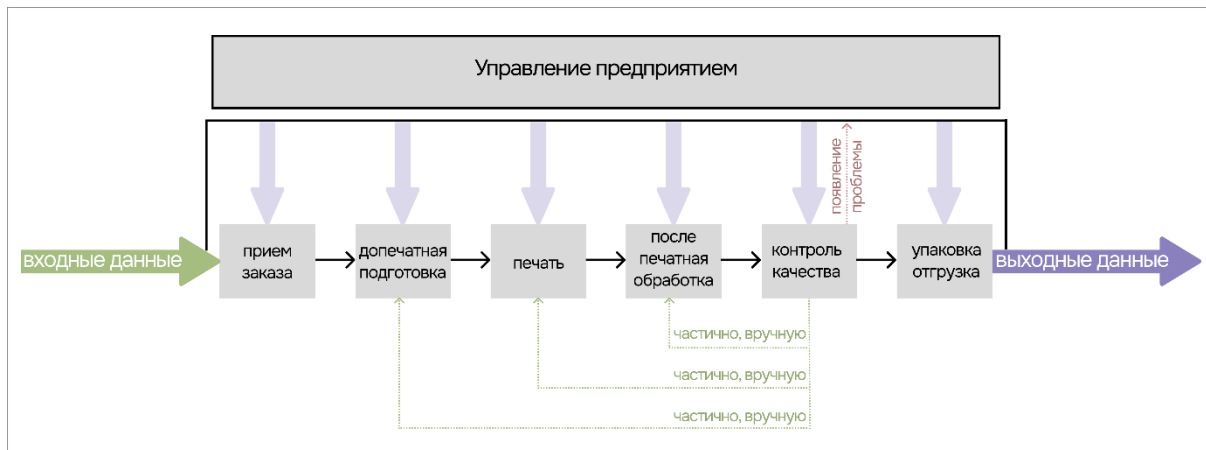 Управление предприятием
появление
проблемы
входные данные
прием
заказа
допечатная
подготовка
печать
после
печатная
обработка
контроль
качества
упаковка
отгрузка
выходные данные
частично, вручную
частично, вручную
частично, вручную